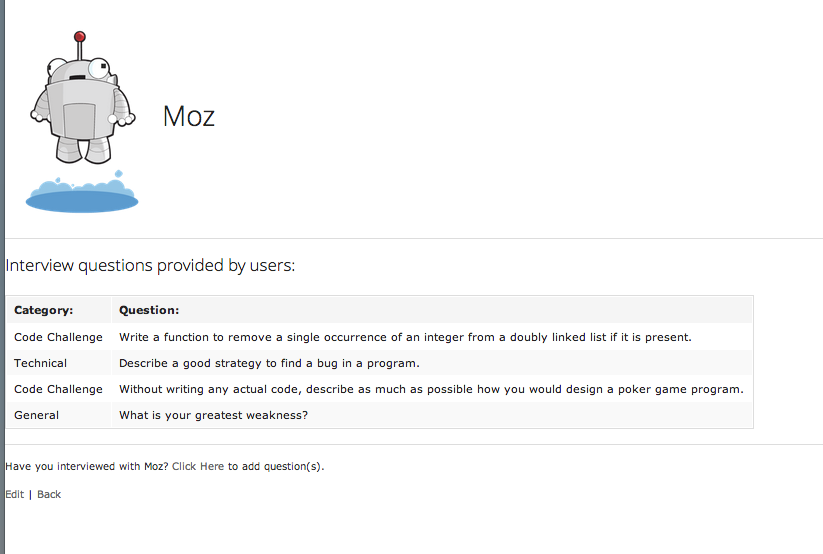 Moz
Interview questions provided by users:
Category: Question:
Code Challenge Write a function to remove a single occurrence of an integer from a doubly linked list if it is present.
Technical Describe a good strategy to find a bug in a program.
Code Challenge Without writing any actual code, describe as much as possible how you would design a poker game program.
General What is your greatest weakness?
Have you interviewed with Moz? Click Here to add question(s).
Edit | Back